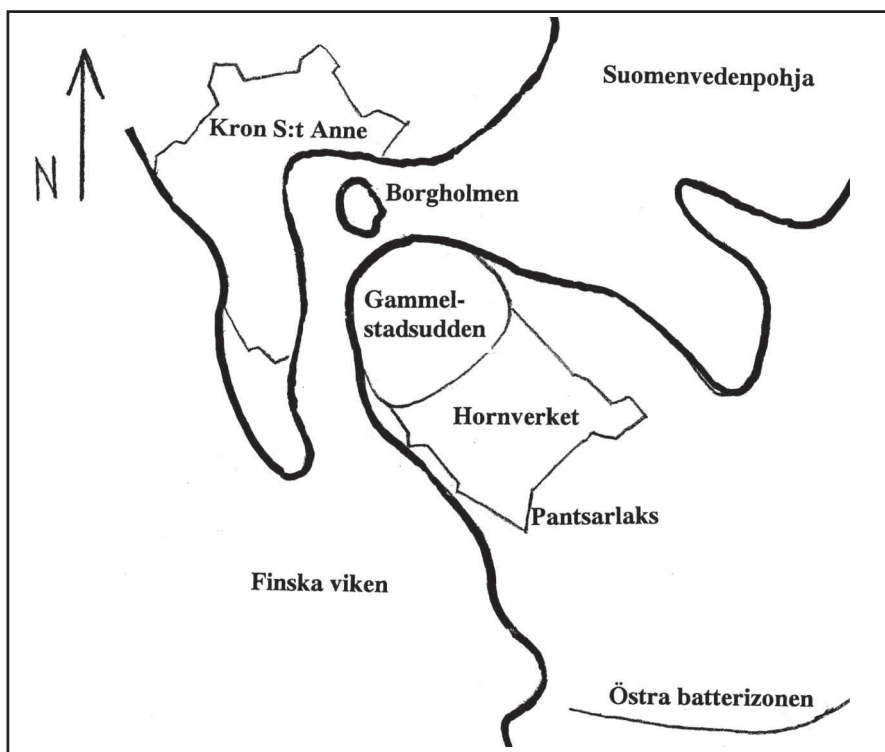 Suomenvedenpohja
Kron S:t Anne
N
Borgholmen
Gammel-
stadsudden
Hornverket
Pantsarlaks
Finska viken
Östra batterizonen